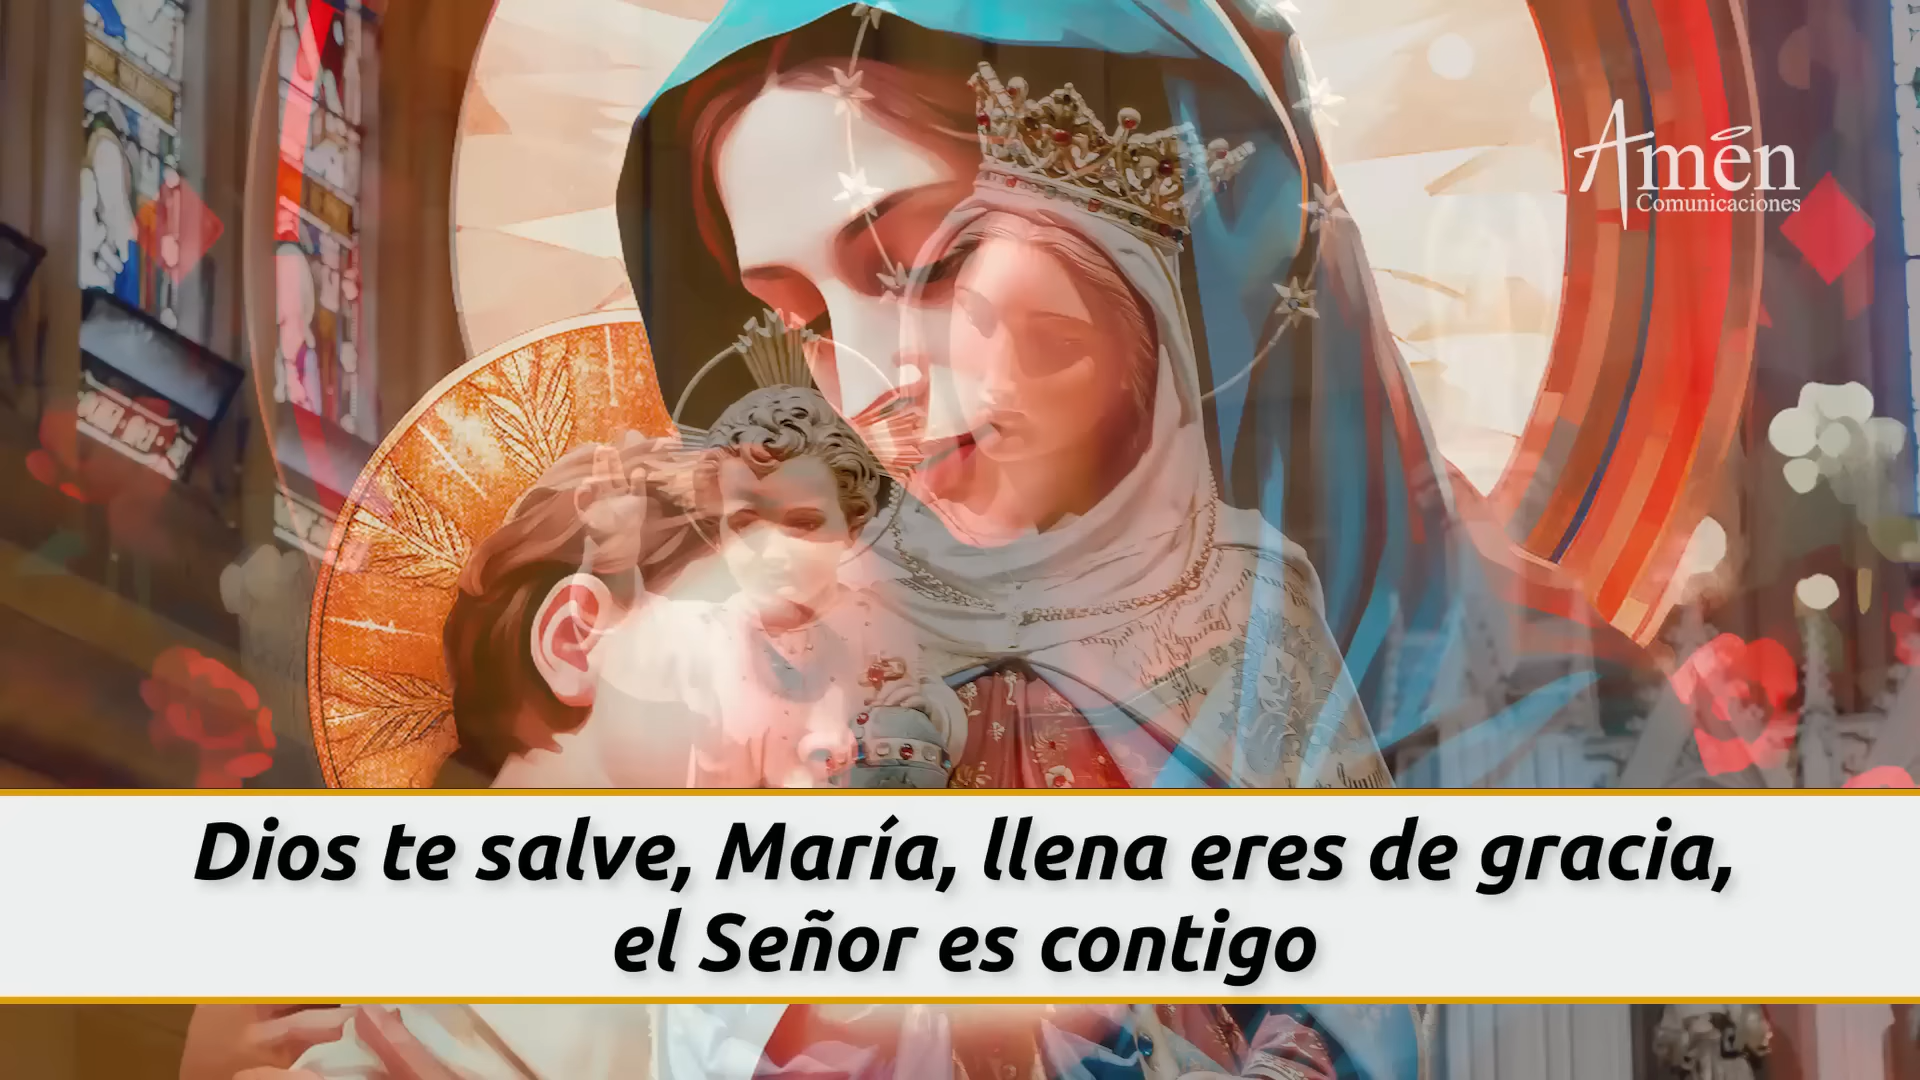 Amén
Comunicaciones
Dios te salve, María, llena eres de gracia,
el Señor es contigo